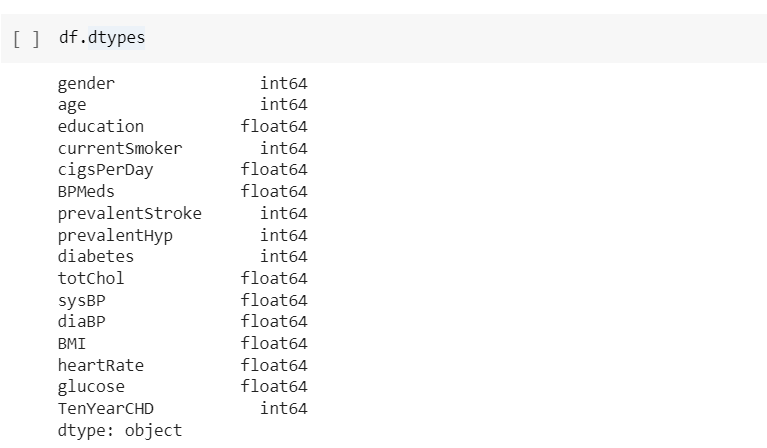 [ ] df.dtypes
gender int64
age int64
education float64
currentSmoker int64
cigsPerDay float64
BPMeds float64
prevalentStroke int64
prevalentHyp int64
diabetes int64
totChol float64
sysBP float64
diaBP float64
BMI float64
heartRate float64
glucose float64
TenYearCHD int64
dtype: object